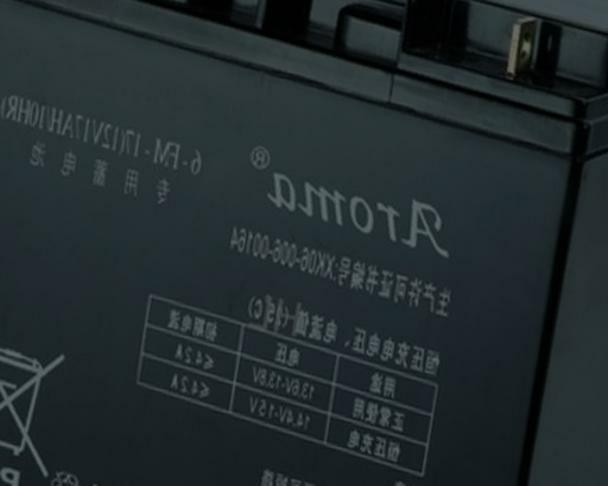 Aroma®
6-FM-17(12V17AH/10HR)
专用蓄电池
生产许可证书编号:XK06-006-00164
恒压充电电压、电流值(25℃)
用途 电压 初期电流
正常使用 13.6V-13.8V ≤4.2A
恒压充电 14.4V-15V ≤4.2A